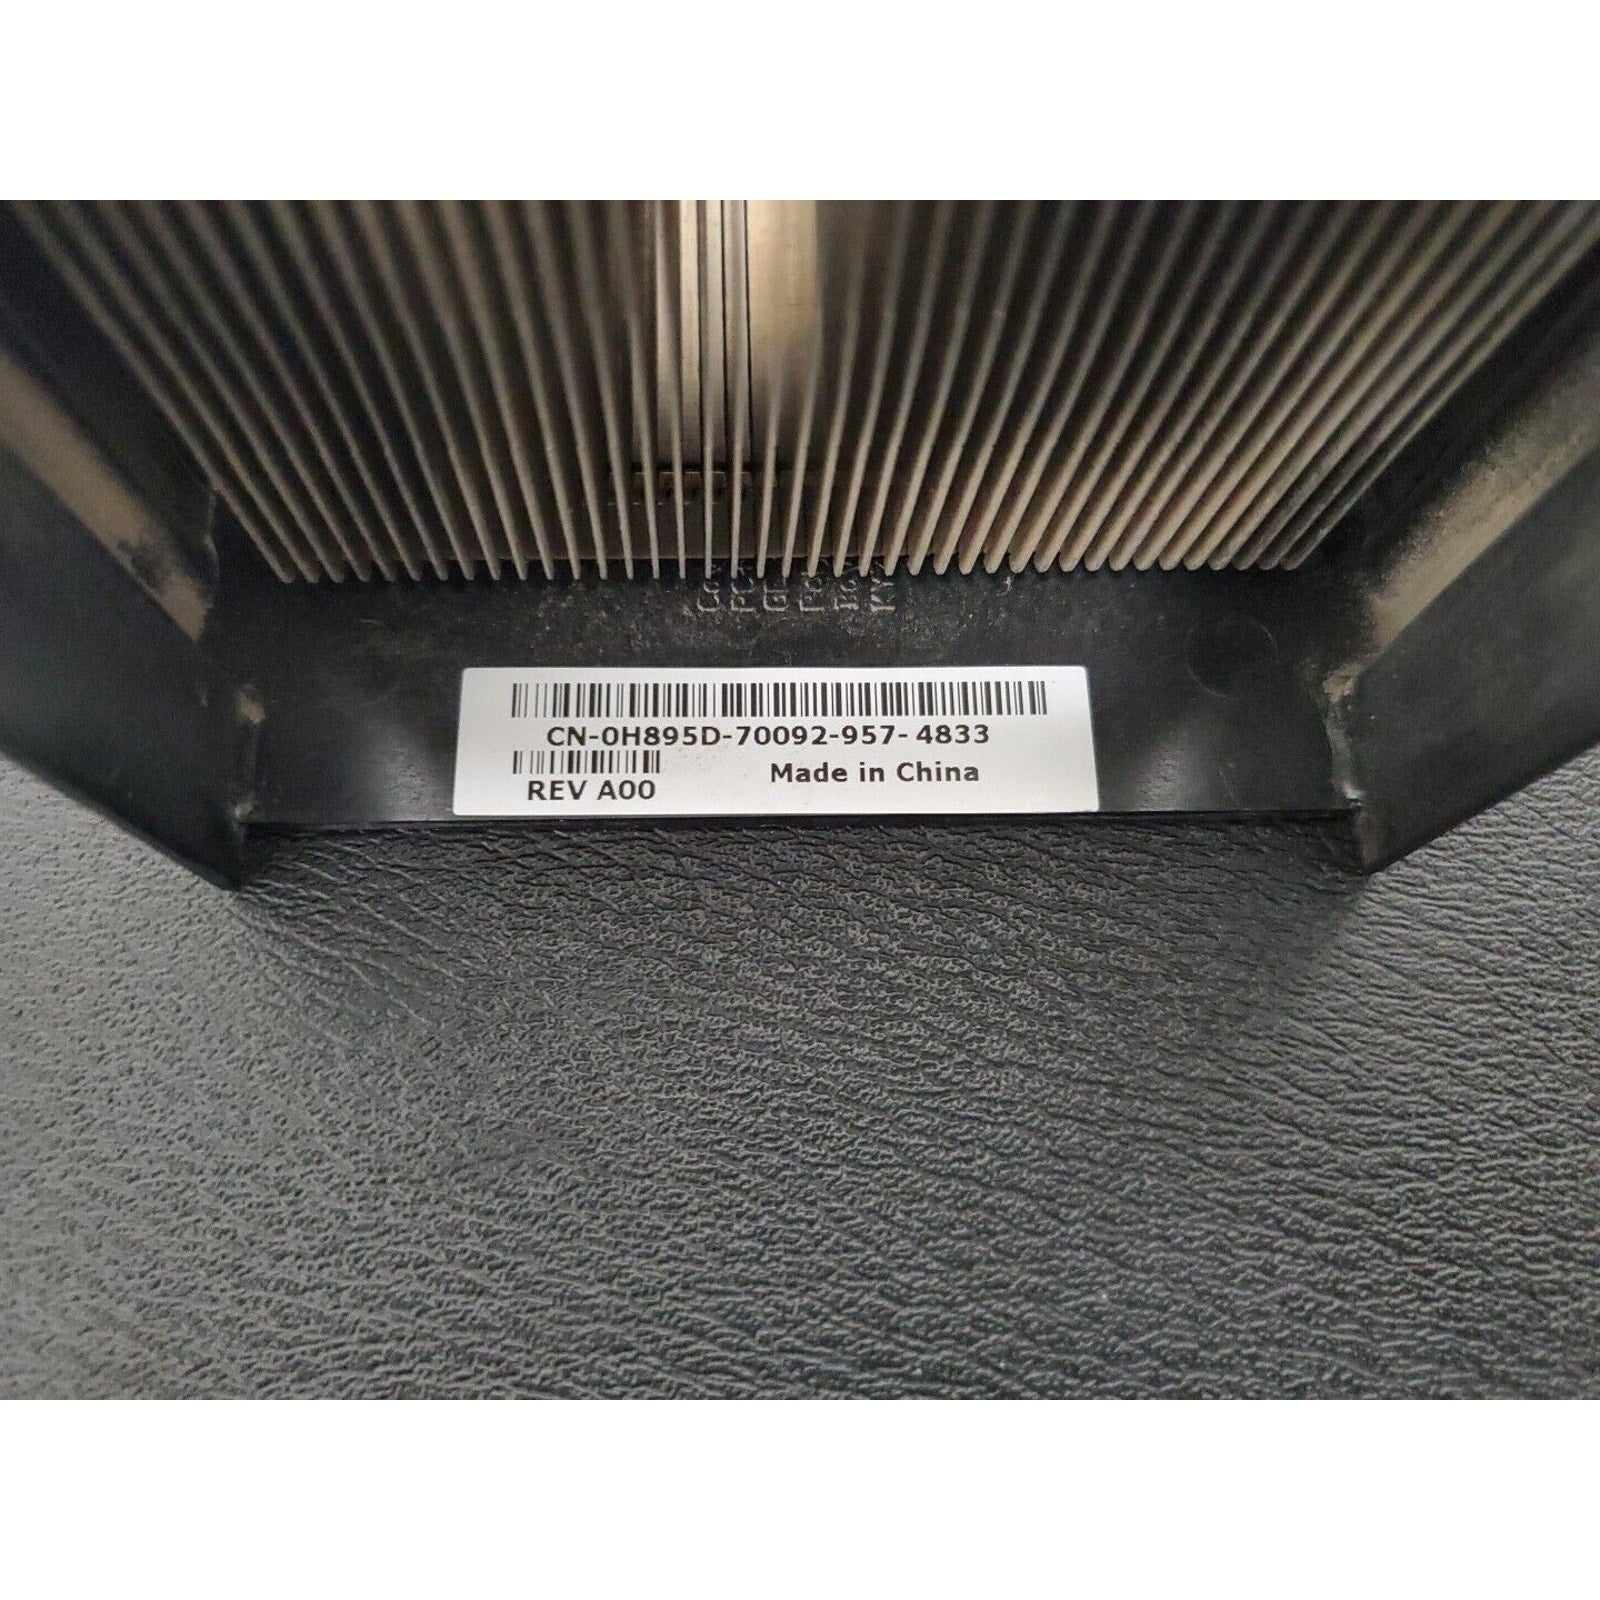 CN-0H895D-70092-957-4833
REV A00
Made in China